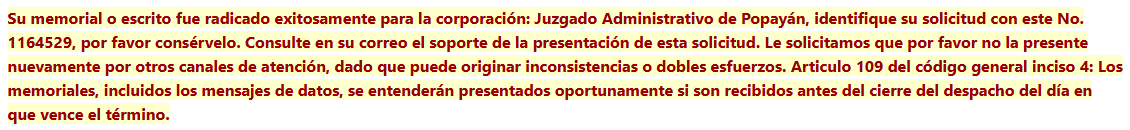 Su memorial o escrito fue radicado exitosamente para la corporación: Juzgado Administrativo de Popayán, identifique su solicitud con este No.
1164529, por favor consérvelo. Consulte en su correo el soporte de la presentación de esta solicitud. Le solicitamos que por favor no la presente
nuevamente por otros canales de atención, dado que puede originar inconsistencias o dobles esfuerzos. Articulo 109 del código general inciso 4: Los
memoriales, incluidos los mensajes de datos, se entenderán presentados oportunamente si son recibidos antes del cierre del despacho del día en
que vence el término.